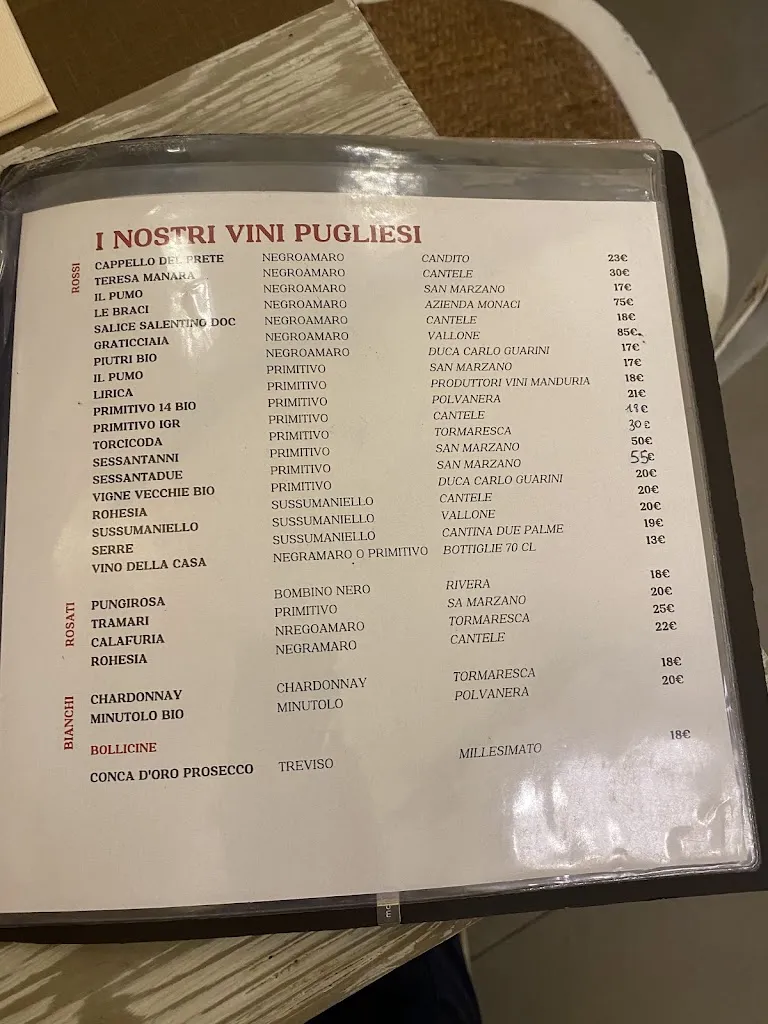 I NOSTRI VINI PUGLIESI
ROSSI
CAPPELLO DEL PRETE NEGROAMARO CANDITO 23€
TERESA MANARA NEGROAMARO CANTELE 30€
IL PUMO NEGROAMARO SAN MARZANO 17€
LE BRACI NEGROAMARO AZIENDA MONACI 75€
SALICE SALENTINO DOC NEGROAMARO CANTELE 18€
GRATICCIAIA NEGROAMARO VALLONE 85€
PIUTRI BIO NEGROAMARO DUCA CARLO GUARINI 17€
IL PUMO PRIMITIVO SAN MARZANO 17€
LIRICA PRIMITIVO PRODUTTORI VINI MANDURIA 18€
PRIMITIVO 14 BIO PRIMITIVO POLVANERA 21€
PRIMITIVO IGR PRIMITIVO CANTELE 19€
TORCICODA PRIMITIVO TORMARESCA 30€
SESSANTANNI PRIMITIVO SAN MARZANO 50€
SESSANTADUE PRIMITIVO SAN MARZANO 55€
VIGNE VECCHIE BIO PRIMITIVO DUCA CARLO GUARINI 20€
ROHESIA SUSSUMANIELLO CANTELE 20€
SUSSUMANIELLO SUSSUMANIELLO VALLONE 20€
SERRE SUSSUMANIELLO CANTINA DUE PALME 19€
VINO DELLA CASA NEGRAMARO O PRIMITIVO BOTTIGLIE 70 CL 13€
ROSATI
PUNGIROSA BOMBINO NERO RIVERA 18€
TRAMARI PRIMITIVO SA MARZANO 20€
CALAFURIA NREGOAMARO TORMARESCA 25€
ROHESIA NEGRAMARO CANTELE 22€
BIANCHI
CHARDONNAY CHARDONNAY TORMARESCA 18€
MINUTOLO BIO MINUTOLO POLVANERA 20€
BOLLICINE
CONCA D'ORO PROSECCO TREVISO MILLESIMATO 18€